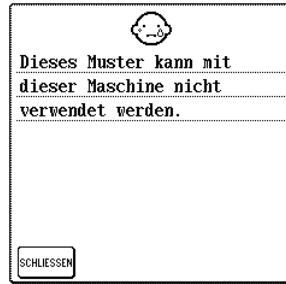 Dieses Muster kann mit
dieser Maschine nicht
verwendet werden.
SCHLIESSEN